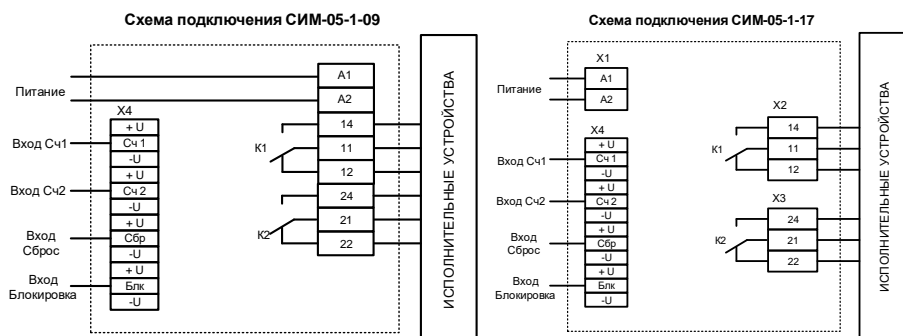 Схема подключения СИМ-05-1-09
Питание
X4
+ U
Сч 1
-U
+ U
Сч 2
-U
+ U
Сбр
-U
+ U
Блк
-U
Вход Сч1
Вход Сч2
Вход
Сброс
Вход
Блокировка
К1
К2
A1
A2
14
11
12
24
21
22
ИСПОЛНИТЕЛЬНЫЕ УСТРОЙСТВА
Схема подключения СИМ-05-1-17
Питание
X1
A1
A2
X4
+ U
Сч 1
-U
+ U
Сч 2
-U
+ U
Сбр
-U
+ U
Блк
-U
Вход Сч1
Вход Сч2
Вход
Сброс
Вход
Блокировка
X2
К1
14
11
12
X3
К2
24
21
22
ИСПОЛНИТЕЛЬНЫЕ УСТРОЙСТВА